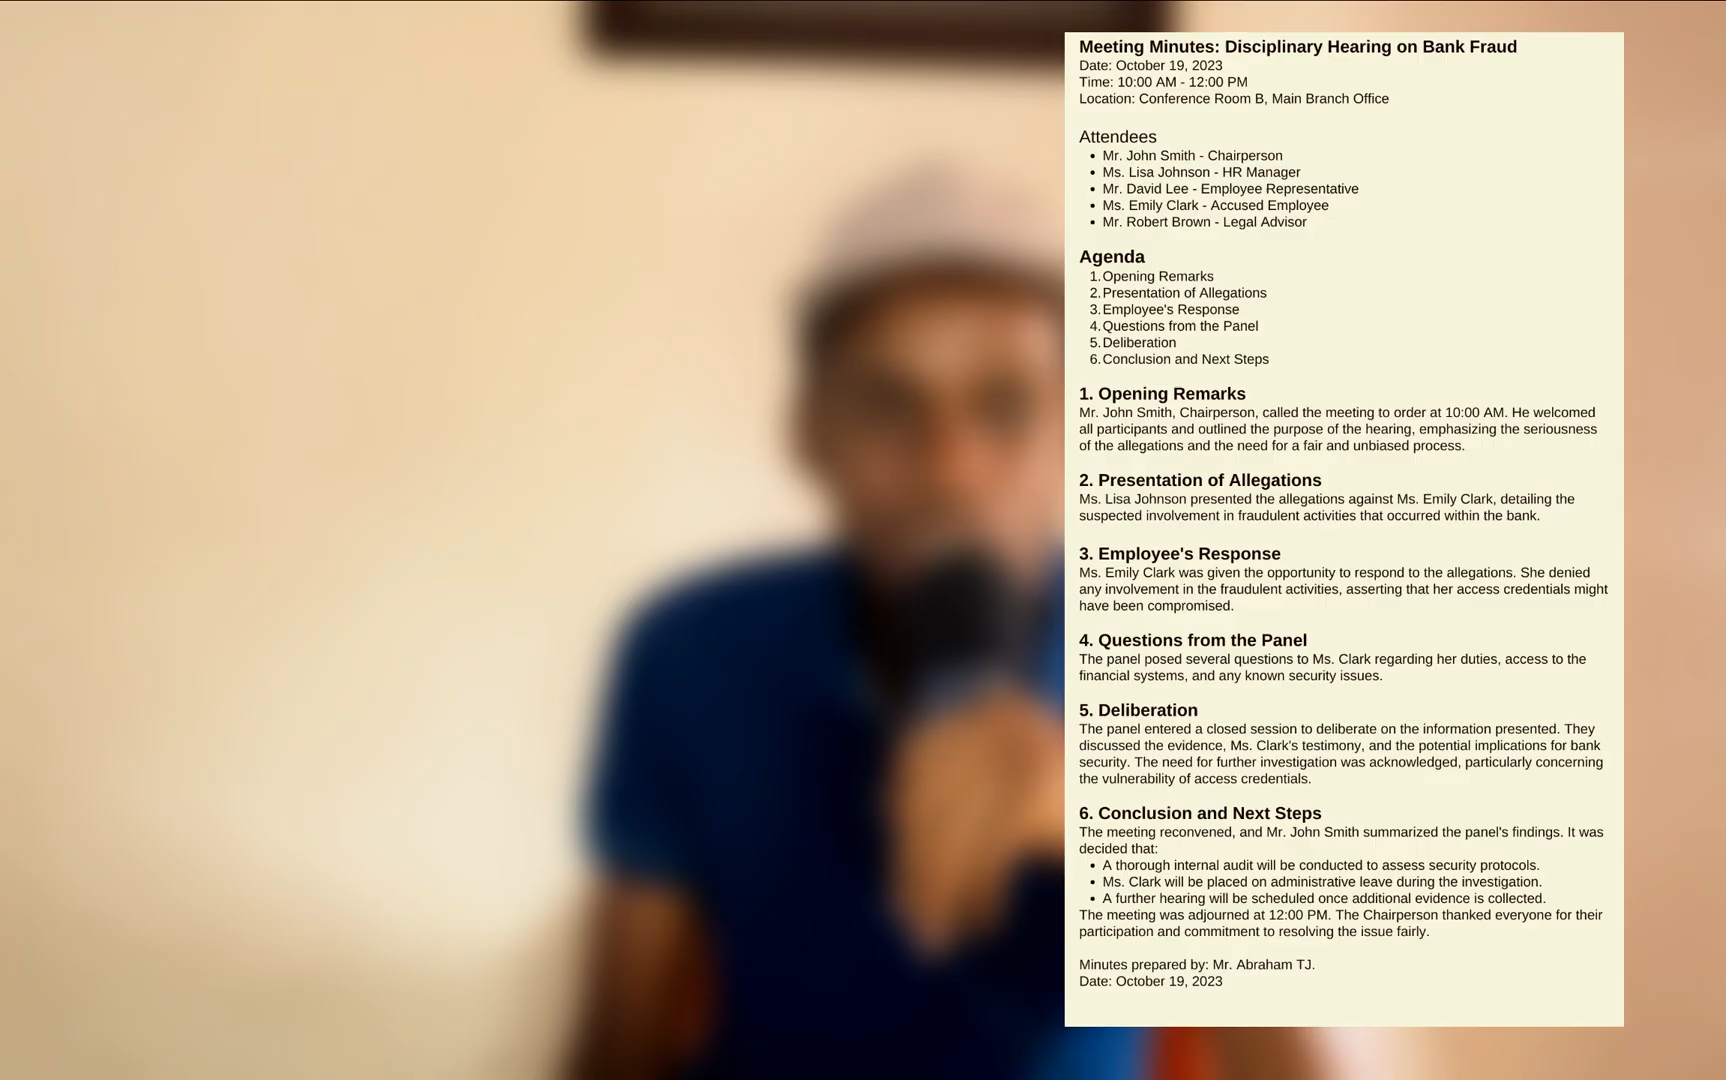 Meeting Minutes: Disciplinary Hearing on Bank Fraud
Date: October 19, 2023
Time: 10:00 AM - 12:00 PM
Location: Conference Room B, Main Branch Office
Attendees
• Mr. John Smith - Chairperson
• Ms. Lisa Johnson - HR Manager
• Mr. David Lee - Employee Representative
• Ms. Emily Clark - Accused Employee
• Mr. Robert Brown - Legal Advisor
Agenda
1. Opening Remarks
2. Presentation of Allegations
3. Employee's Response
4. Questions from the Panel
5. Deliberation
6. Conclusion and Next Steps
1. Opening Remarks
Mr. John Smith, Chairperson, called the meeting to order at 10:00 AM. He welcomed
all participants and outlined the purpose of the hearing, emphasizing the seriousness
of the allegations and the need for a fair and unbiased process.
2. Presentation of Allegations
Ms. Lisa Johnson presented the allegations against Ms. Emily Clark, detailing the
suspected involvement in fraudulent activities that occurred within the bank.
3. Employee's Response
Ms. Emily Clark was given the opportunity to respond to the allegations. She denied
any involvement in the fraudulent activities, asserting that her access credentials might
have been compromised.
4. Questions from the Panel
The panel posed several questions to Ms. Clark regarding her duties, access to the
financial systems, and any known security issues.
5. Deliberation
The panel entered a closed session to deliberate on the information presented. They
discussed the evidence, Ms. Clark's testimony, and the potential implications for bank
security. The need for further investigation was acknowledged, particularly concerning
the vulnerability of access credentials.
6. Conclusion and Next Steps
The meeting reconvened, and Mr. John Smith summarized the panel's findings. It was
decided that:
• A thorough internal audit will be conducted to assess security protocols.
• Ms. Clark will be placed on administrative leave during the investigation.
• A further hearing will be scheduled once additional evidence is collected.
The meeting was adjourned at 12:00 PM. The Chairperson thanked everyone for their
participation and commitment to resolving the issue fairly.
Minutes prepared by: Mr. Abraham TJ.
Date: October 19, 2023